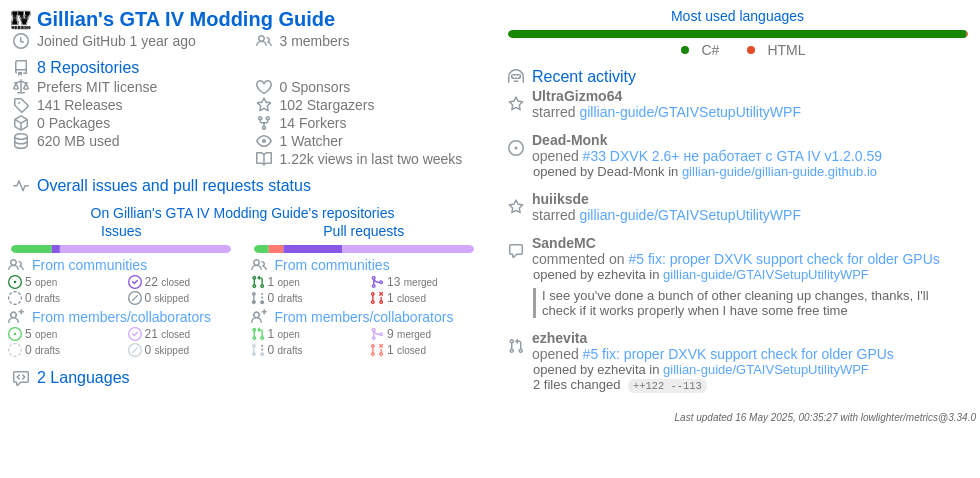 Gillian's GTA IV Modding Guide
Joined GitHub 1 year ago
3 members
8 Repositories
Prefers MIT license
141 Releases
0 Packages
620 MB used
0 Sponsors
102 Stargazers
14 Forkers
1 Watcher
1.22k views in last two weeks
Overall issues and pull requests status
On Gillian's GTA IV Modding Guide's repositories
Issues
From communities
5 open
22 closed
0 drafts
0 skipped
From members/collaborators
5 open
21 closed
0 drafts
0 skipped
Pull requests
From communities
1 open
13 merged
0 drafts
1 closed
From members/collaborators
1 open
9 merged
0 drafts
1 closed
2 Languages
Most used languages
C# HTML
Recent activity
UltraGizmo64
starred gillian-guide/GTAIVSetupUtilityWPF
Dead-Monk
opened #33 DXVK 2.6+ не работает с GTA IV v1.2.0.59
opened by Dead-Monk in gillian-guide/gillian-guide.github.io
huiiksde
starred gillian-guide/GTAIVSetupUtilityWPF
SandeMC
commented on #5 fix: proper DXVK support check for older GPUs
opened by ezhevita in gillian-guide/GTAIVSetupUtilityWPF
I see you've done a bunch of other cleaning up changes, thanks, I'll
check if it works properly when I have some free time
ezhevita
opened #5 fix: proper DXVK support check for older GPUs
opened by ezhevita in gillian-guide/GTAIVSetupUtilityWPF
2 files changed ++122 --113
Last updated 16 May 2025, 00:35:27 with lowlighter/metrics@3.34.0